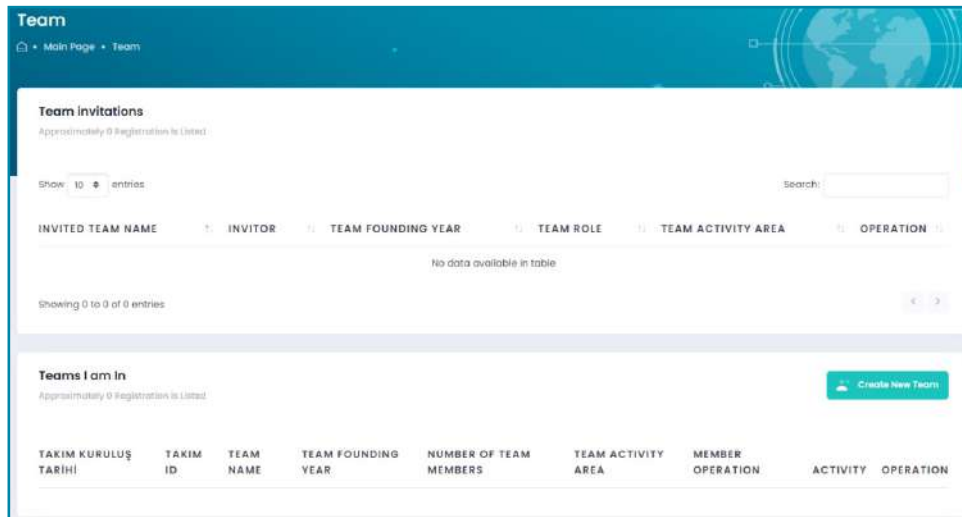 Team
Main Page • Team
Team invitations
Approximately 0 Registration is Listed
Show 10 entries
Search:
INVITED TEAM NAME INVITOR TEAM FOUNDING YEAR TEAM ROLE TEAM ACTIVITY AREA OPERATION
No data available in table
Showing 0 to 0 of 0 entries
Teams I am In
Create New Team
Approximately 0 Registration is Listed
TAKIM KURULUŞ TAKIM TEAM TEAM FOUNDING NUMBER OF TEAM TEAM ACTIVITY MEMBER
TARİHİ ID NAME YEAR MEMBERS AREA OPERATION ACTIVITY OPERATION